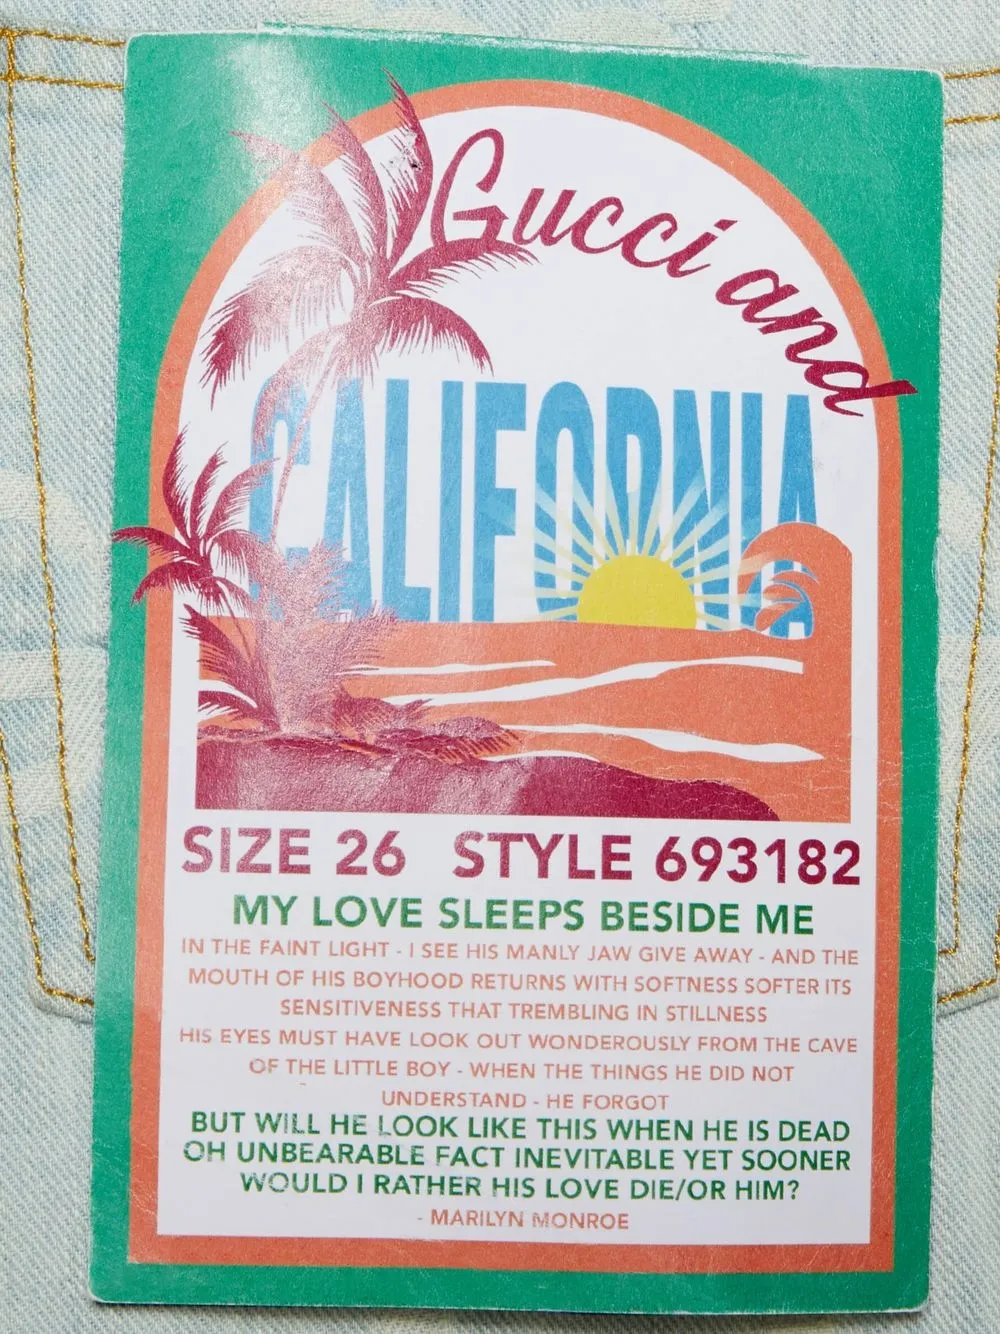 Gucci and
CALIFORNIA
SIZE 26 STYLE 693182
MY LOVE SLEEPS BESIDE ME
IN THE FAINT LIGHT - I SEE HIS MANLY JAW GIVE AWAY - AND THE
MOUTH OF HIS BOYHOOD RETURNS WITH SOFTNESS SOFTER ITS
SENSITIVENESS THAT TREMBLING IN STILLNESS
HIS EYES MUST HAVE LOOK OUT WONDEROUSLY FROM THE CAVE
OF THE LITTLE BOY - WHEN THE THINGS HE DID NOT
UNDERSTAND - HE FORGOT
BUT WILL HE LOOK LIKE THIS WHEN HE IS DEAD
OH UNBEARABLE FACT INEVITABLE YET SOONER
WOULD I RATHER HIS LOVE DIE/OR HIM?
- MARILYN MONROE